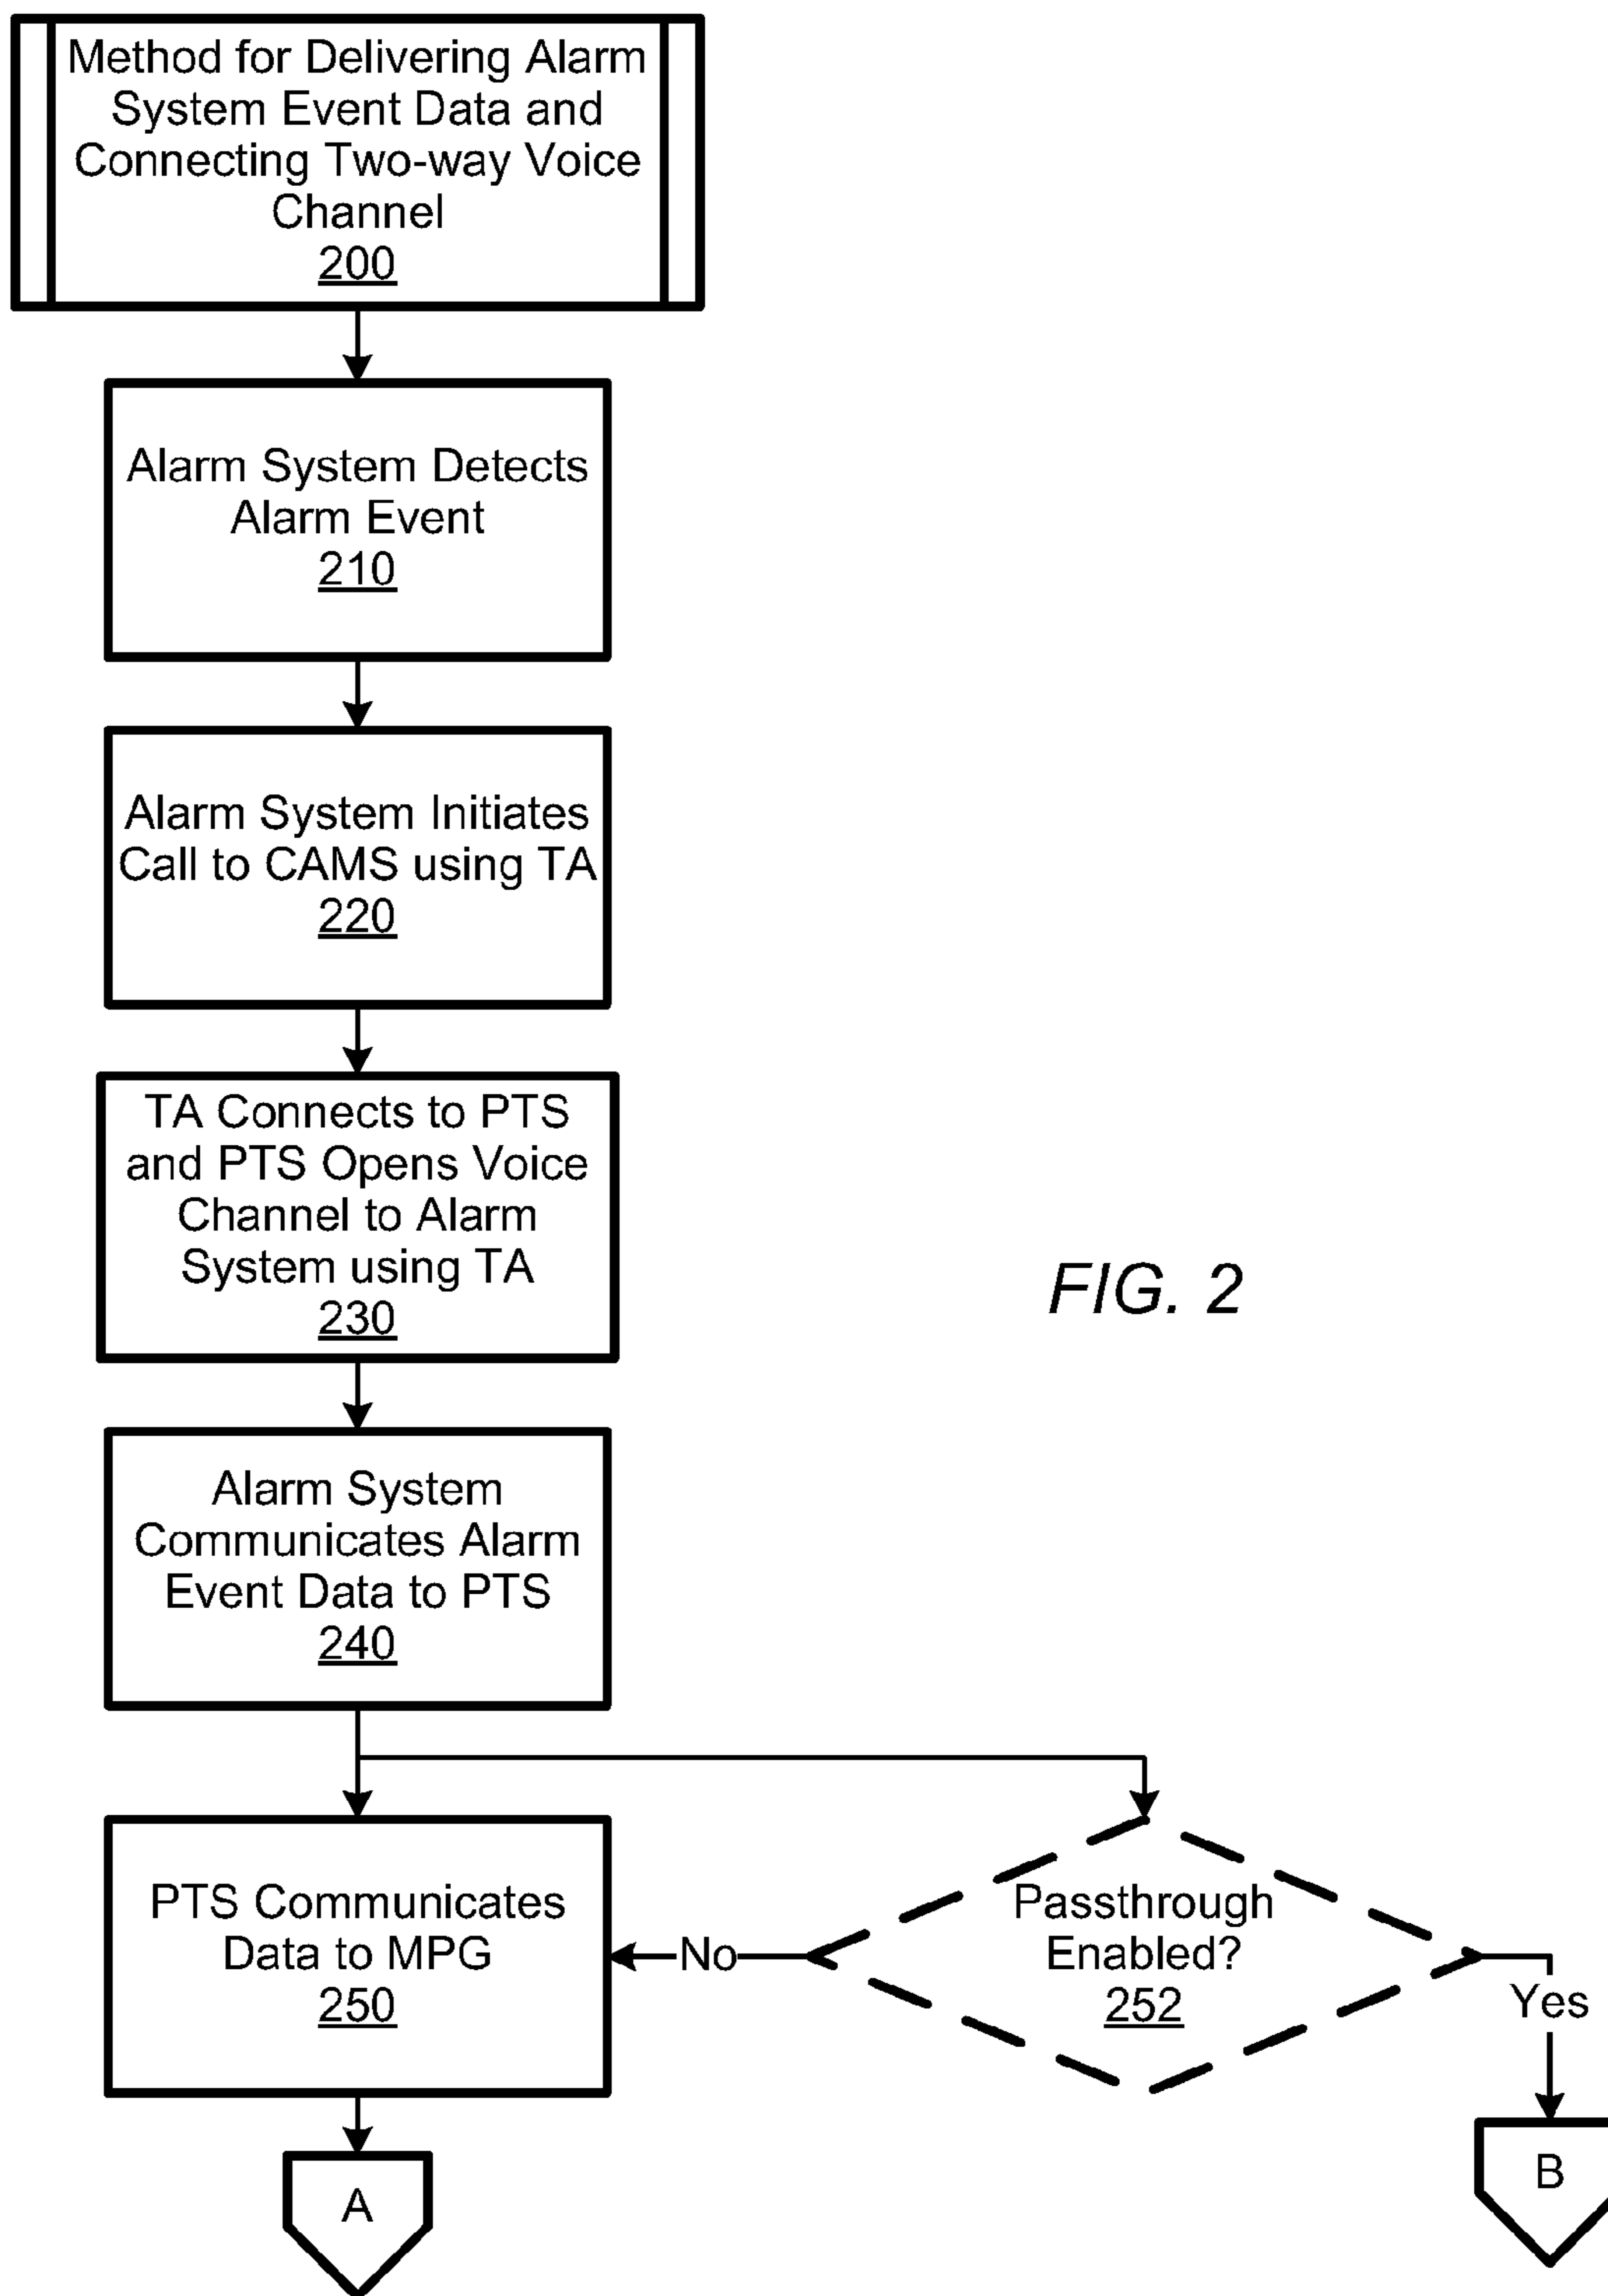 Method for Delivering Alarm
System Event Data and
Connecting Two-way Voice
Channel
200
Alarm System Detects
Alarm Event
210
Alarm System Initiates
Call to CAMS using TA
220
TA Connects to PTS
and PTS Opens Voice
Channel to Alarm
System using TA
230
FIG. 2
Alarm System
Communicates Alarm
Event Data to PTS
240
PTS Communicates
Data to MPG
250
No
Passthrough
Enabled?
252
Yes
A
B